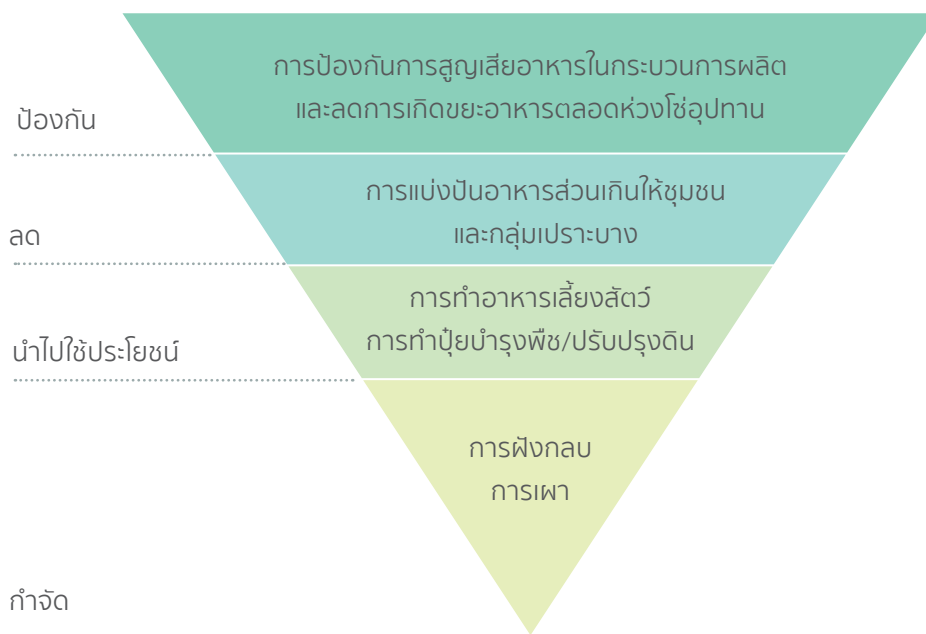 การป้องกันการสูญเสียอาหารในกระบวนการผลิต
และลดการเกิดขยะอาหารตลอดห่วงโซ่อุปทาน
ป้องกัน
การแบ่งปันอาหารส่วนเกินให้ชุมชน
และกลุ่มเปราะบาง
ลด
การทำอาหารเลี้ยงสัตว์
การทำปุ๋ยบำรุงพืช/ปรับปรุงดิน
นำไปใช้ประโยชน์
การฝังกลบ
การเผา
กำจัด